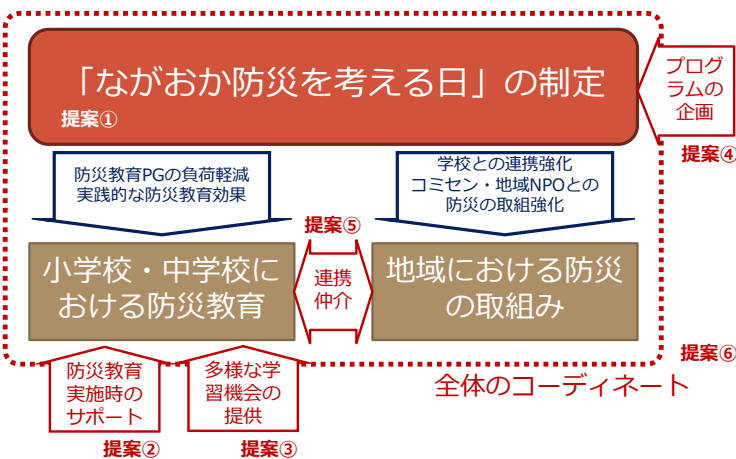 「ながおか防災を考える日」の制定
提案①
プログ
ラムの
企画
提案④
防災教育PGの負荷軽減
実践的な防災教育効果
学校との連携強化
コミセン・地域NPOとの
防災の取組強化
提案⑤
小学校・中学校に
おける防災教育
連携
仲介
地域における防災
の取組み
提案⑥
全体のコーディネート
防災教育
実施時の
サポート
提案②
多様な学
習機会の
提供
提案③